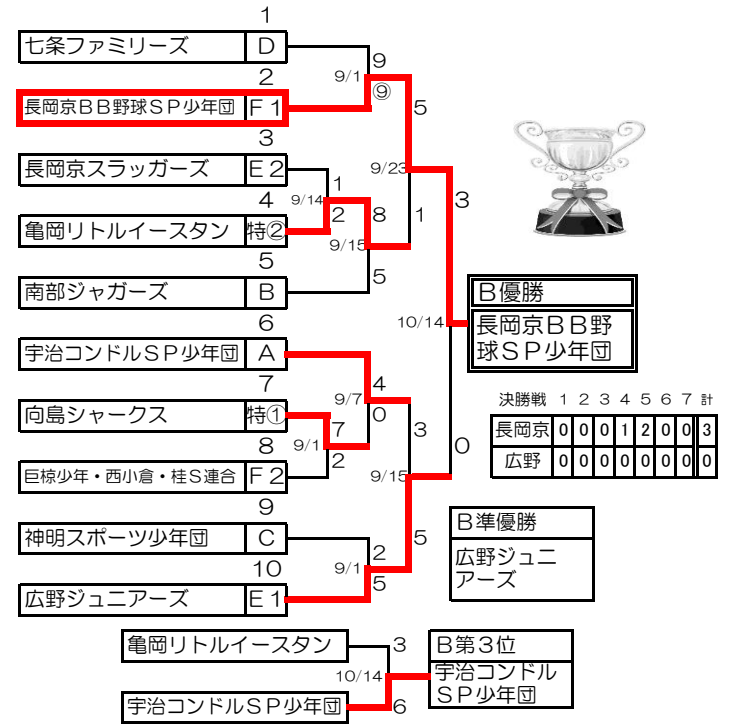 1
七条ファミリーズ D
9
2
9/1
長岡京ＢＢ野球ＳＰ少年団 F1
⑨
5
3
長岡京スラッガーズ E2
9/23
1
4
9/14
3
亀岡リトルイースタン 特②
2
8
1
9/15
5
南部ジャガーズ B
5
6
10/14
宇治コンドルＳＰ少年団 A
4
7
9/7
向島シャークス 特①
7
0
3
8
9/1
0
巨椋少年・西小倉・桂Ｓ連合 F2
2
9/15
9
神明スポーツ少年団 C
2
5
10
9/1
広野ジュニアーズ E1
5
B優勝
長岡京ＢＢ野
球ＳＰ少年団
決勝戦 1 2 3 4 5 6 7 計
長岡京 0 0 0 1 2 0 0 3
広野 0 0 0 0 0 0 0 0
B準優勝
広野ジュニ
アーズ
亀岡リトルイースタン 3
10/14
宇治コンドルＳＰ少年団 6
B第3位
宇治コンドル
ＳＰ少年団